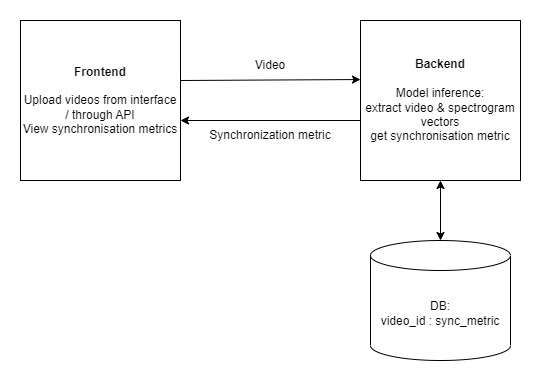 Frontend
Upload videos from interface
/ through API
View synchronisation metrics
Video
Synchronization metric
Backend
Model inference:
extract video & spectrogram
vectors
get synchronisation metric
DB:
video_id : sync_metric